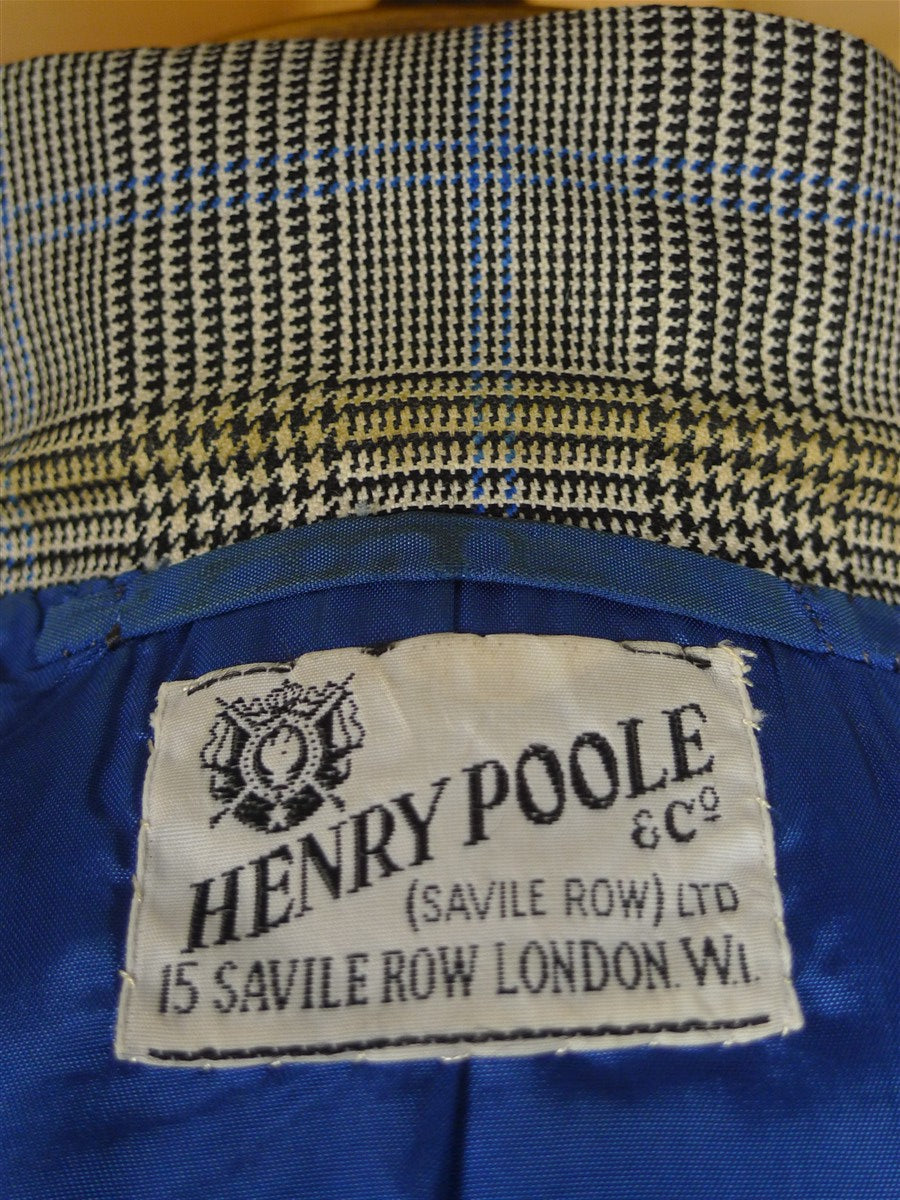 HENRY POOLE
& Cº
(SAVILE ROW) LTD
15 SAVILE ROW LONDON. W.1.